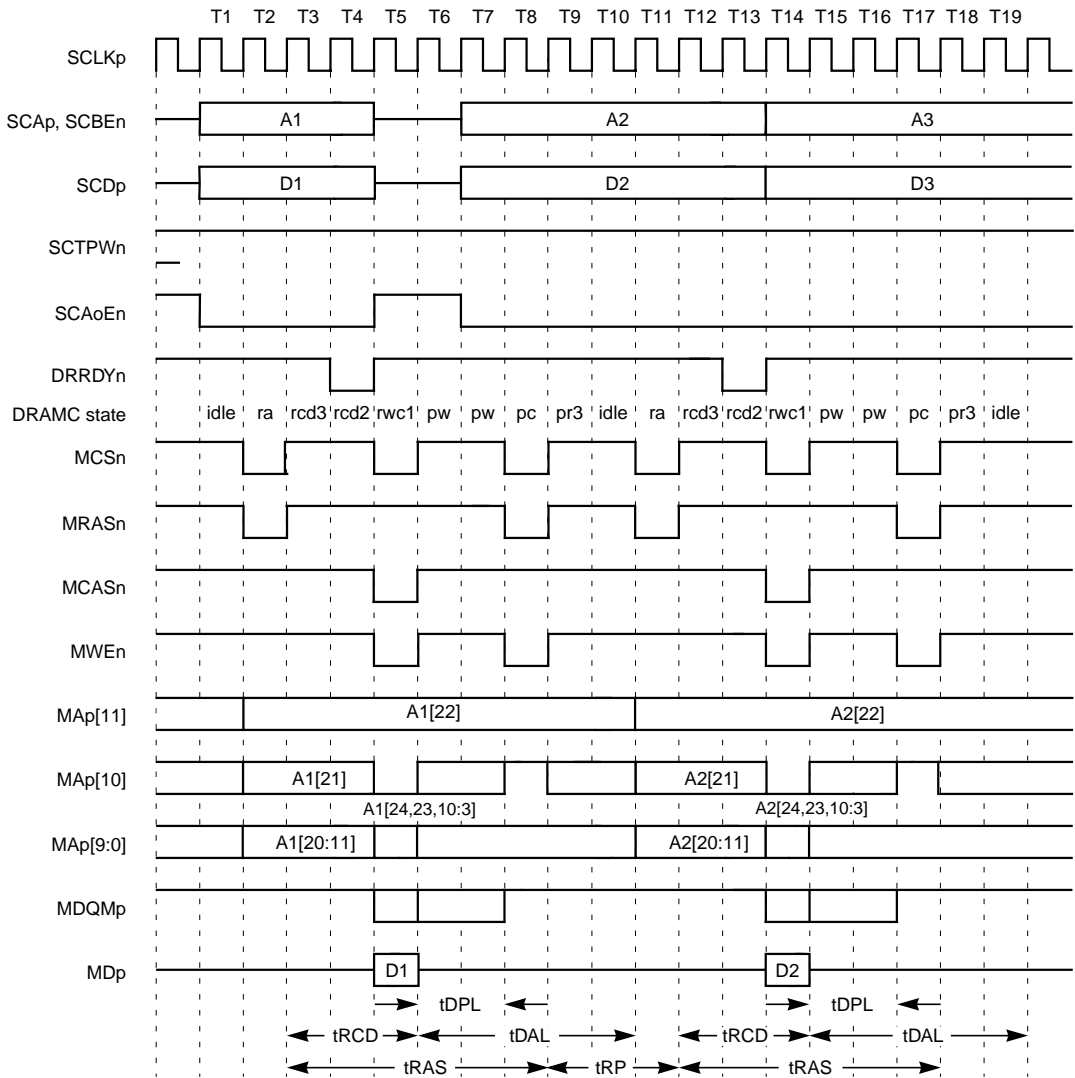 T1 T2 T3 T4 T5 T6 T7 T8 T9 T10 T11 T12 T13 T14 T15 T16 T17 T18 T19
SCLKp
SCAp, SCBEn A1 A2 A3
SCDp D1 D2 D3
SCTPWn
SCAoEn
DRRDYn
DRAMC state idle ra rcd3 rcd2 rwc1 pw pw pc pr3 idle ra rcd3 rcd2 rwc1 pw pw pc pr3 idle
MCSn
MRASn
MCASn
MWEn
MAp[11] A1[22] A2[22]
MAp[10] A1[21] A2[21]
A1[24,23,10:3] A2[24,23,10:3]
MAp[9:0] A1[20:11] A2[20:11]
MDQMp
MDp D1 D2
tDPL tDPL
tRCD tDAL tRCD tDAL
tRAS tRP tRAS